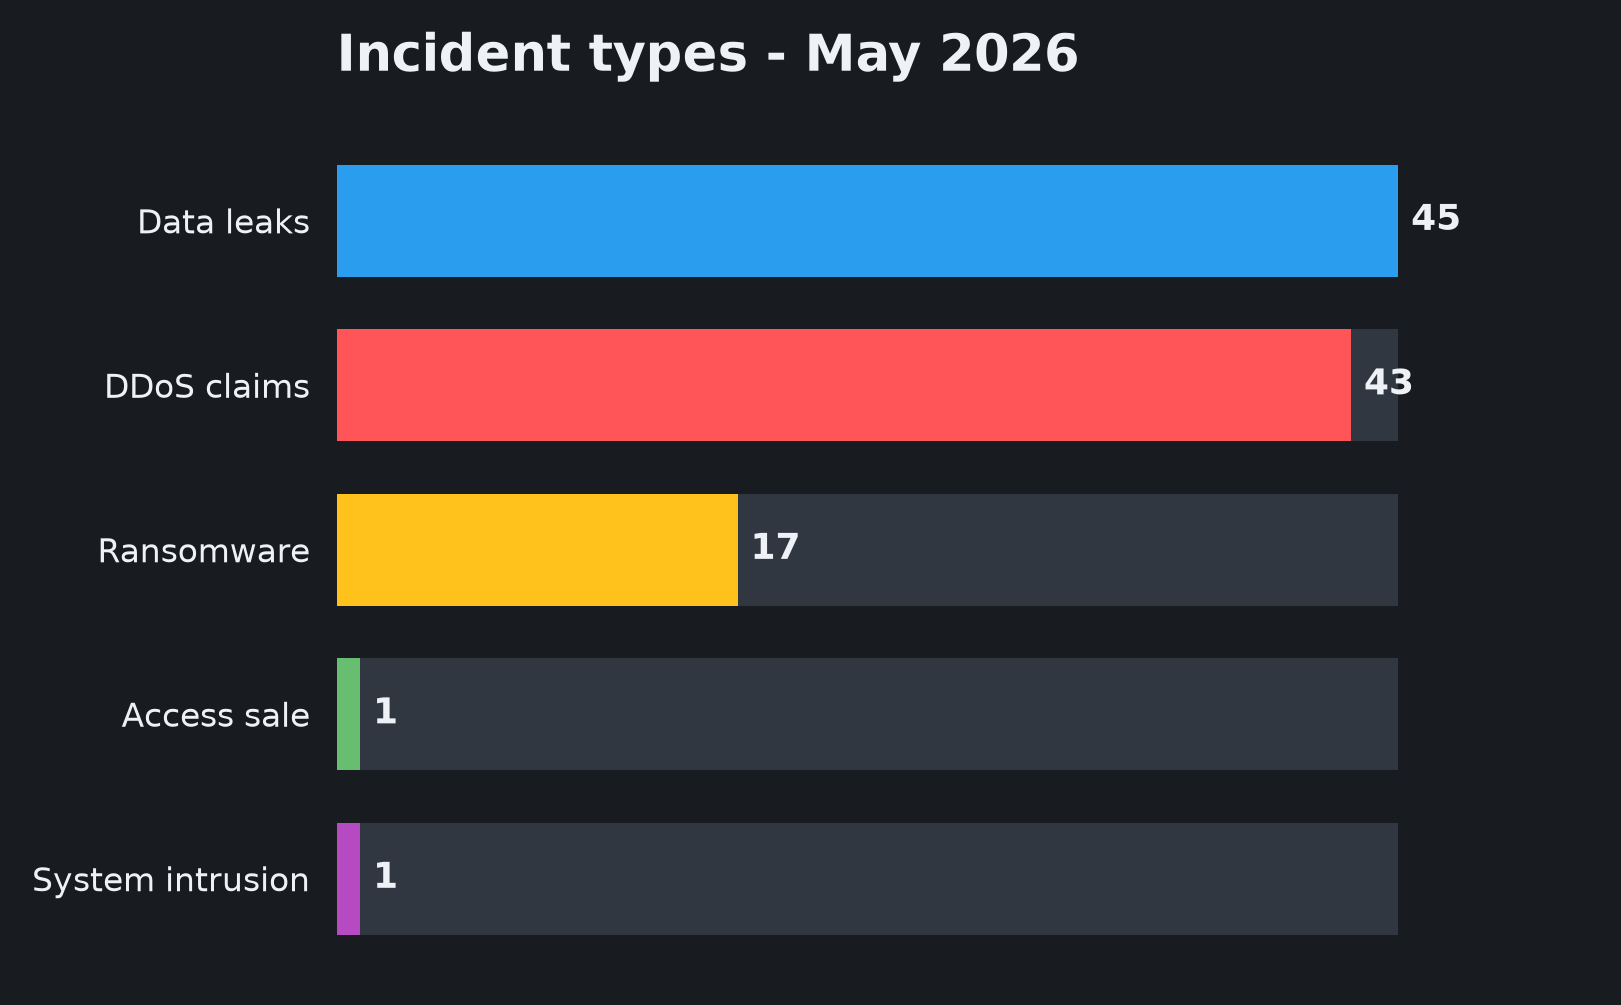 Incident types - May 2026
Data leaks 45
DDoS claims 43
Ransomware 17
Access sale 1
System intrusion 1